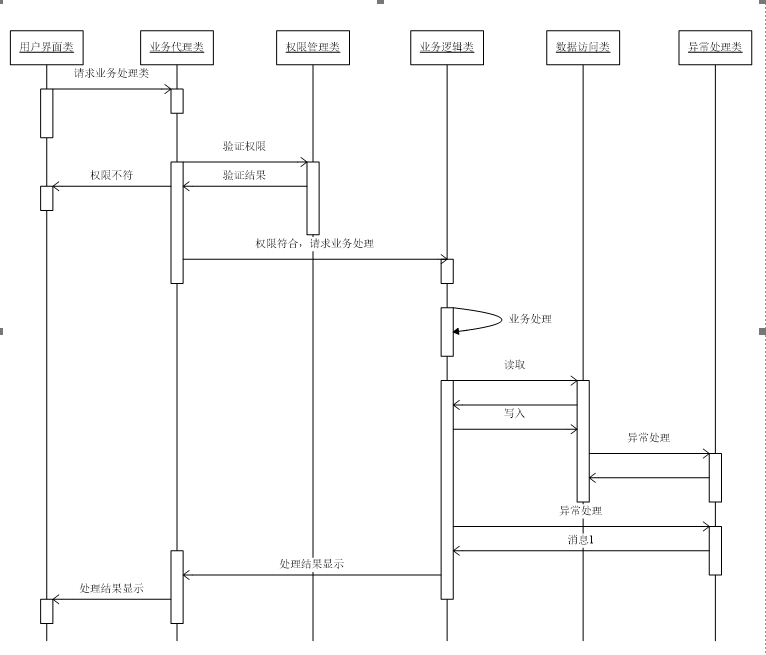 用户界面类
业务代理类
权限管理类
业务逻辑类
数据访问类
异常处理类
请求业务处理类
验证权限
权限不符
验证结果
权限符合，请求业务处理
业务处理
读取
写入
异常处理
异常处理
消息1
处理结果显示
处理结果显示